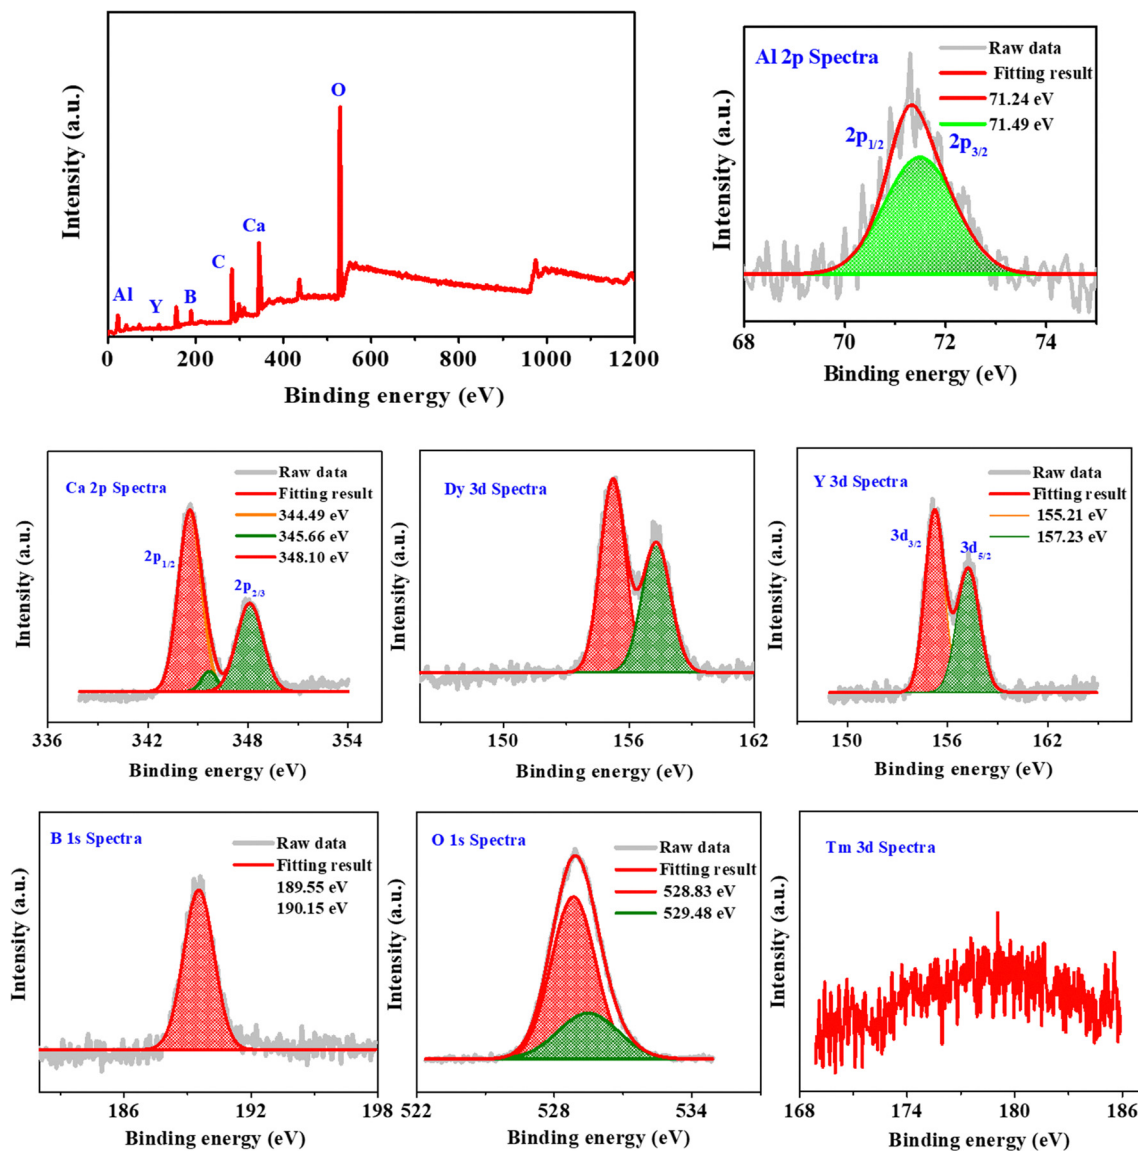 Intensity (a.u.)
O
Ca
C
Al
Y
B
0 200 400 600 800 1000 1200
Binding energy (eV)
Intensity (a.u.)
Al 2p Spectra
Raw data
Fitting result
71.24 eV
71.49 eV
2p1/2
2p3/2
68 70 72 74
Binding energy (eV)
Intensity (a.u.)
Ca 2p Spectra
Raw data
Fitting result
344.49 eV
345.66 eV
348.10 eV
2p1/2
2p2/3
336 342 348 354
Binding energy (eV)
Intensity (a.u.)
Dy 3d Spectra
150 156 162
Binding energy (eV)
Intensity (a.u.)
Y 3d Spectra
Raw data
Fitting result
155.21 eV
157.23 eV
3d3/2
3d5/2
150 156 162
Binding energy (eV)
Intensity (a.u.)
B 1s Spectra
Raw data
Fitting result
189.55 eV
190.15 eV
186 192 198
Binding energy (eV)
Intensity (a.u.)
O 1s Spectra
Raw data
Fitting result
528.83 eV
529.48 eV
522 528 534
Binding energy (eV)
Intensity (a.u.)
Tm 3d Spectra
168 174 180 186
Binding energy (eV)